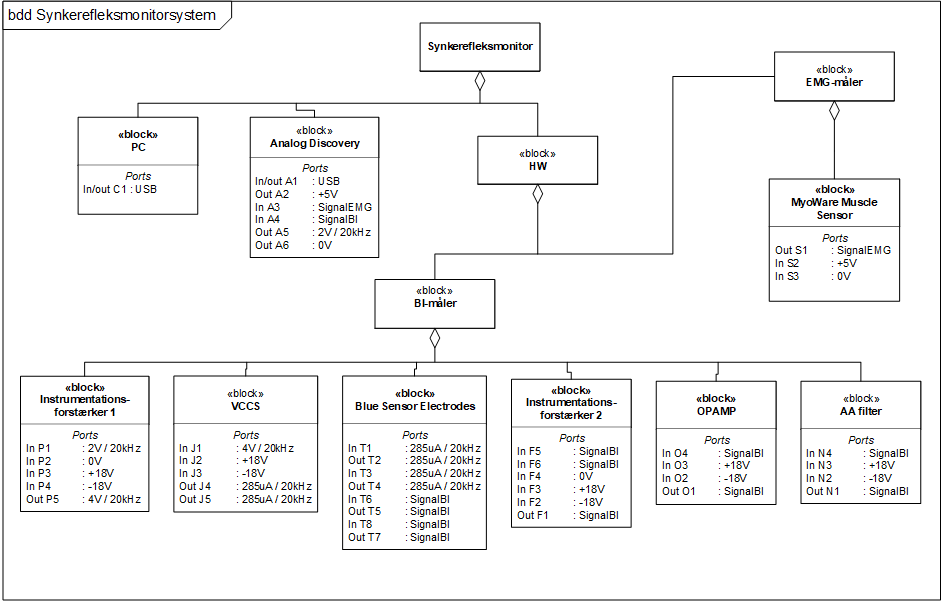 bdd Synkerefleksmonitorsystem
Synkerefleksmonitor
«block»
EMG-måler
«block»
PC
Ports
In/out C1 : USB
«block»
Analog Discovery
Ports
In/out A1 : USB
Out A2 : +5V
In A3 : SignalEMG
In A4 : SignalBI
Out A5 : 2V / 20kHz
Out A6 : 0V
«block»
HW
«block»
MyoWare Muscle
Sensor
Ports
Out S1 : SignalEMG
In S2 : +5V
In S3 : 0V
«block»
BI-måler
«block»
Instrumentations-
forstærker 1
Ports
In P1 : 2V / 20kHz
In P2 : 0V
In P3 : +18V
In P4 : -18V
Out P5 : 4V / 20kHz
«block»
VCCS
Ports
In J1 : 4V / 20kHz
In J2 : +18V
In J3 : -18V
Out J4 : 285uA / 20kHz
Out J5 : 285uA / 20kHz
«block»
Blue Sensor Electrodes
Ports
In T1 : 285uA / 20kHz
Out T2 : 285uA / 20kHz
In T3 : 285uA / 20kHz
Out T4 : 285uA / 20kHz
In T6 : SignalBI
Out T5 : SignalBI
In T8 : SignalBI
Out T7 : SignalBI
«block»
Instrumentations-
forstærker 2
Ports
In F5 : SignalBI
In F6 : SignalBI
In F4 : 0V
In F3 : +18V
In F2 : -18V
Out F1 : SignalBI
«block»
OPAMP
Ports
In O4 : SignalBI
In O3 : +18V
In O2 : -18V
Out O1 : SignalBI
«block»
AA filter
Ports
In N4 : SignalBI
In N3 : +18V
In N2 : -18V
Out N1 : SignalBI